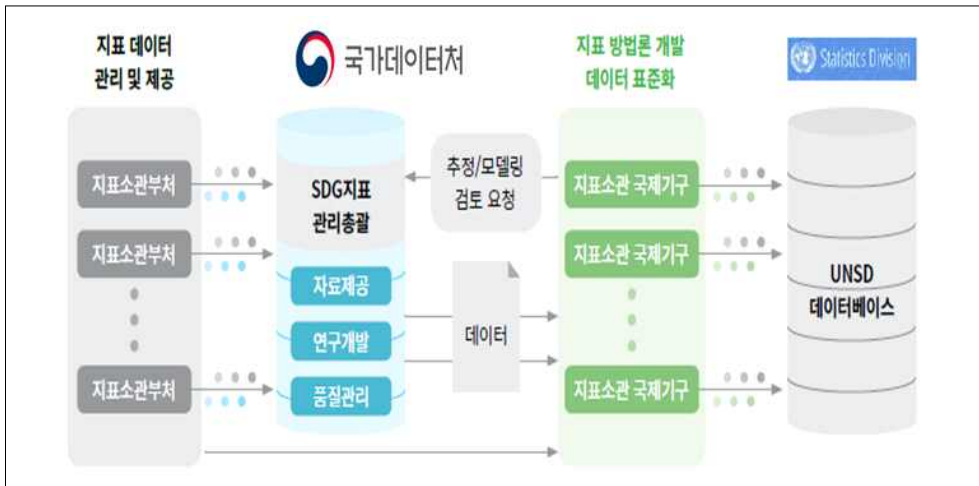 지표 데이터
관리 및 제공
국가데이터처
지표 방법론 개발
데이터 표준화
Statistics Division
지표소관부처
지표소관부처
지표소관부처
SDG지표
관리총괄
자료제공
연구개발
품질관리
추정/모델링
검토 요청
데이터
지표소관 국제기구
지표소관 국제기구
지표소관 국제기구
UNSD
데이터베이스